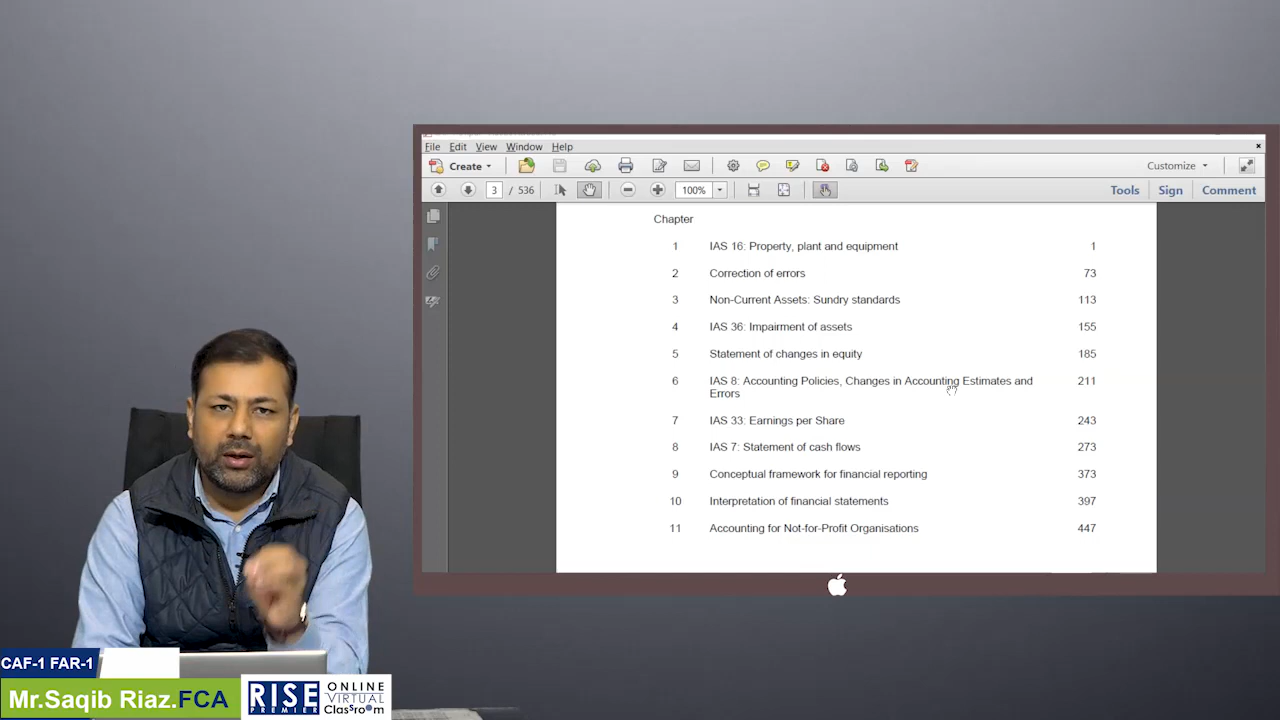 File Edit View Window Help
Create
Customize
3 / 536
100%
Tools Sign Comment
Chapter
1 IAS 16: Property, plant and equipment 1
2 Correction of errors 73
3 Non-Current Assets: Sundry standards 113
4 IAS 36: Impairment of assets 155
5 Statement of changes in equity 185
6 IAS 8: Accounting Policies, Changes in Accounting Estimates and 211
Errors
7 IAS 33: Earnings per Share 243
8 IAS 7: Statement of cash flows 273
9 Conceptual framework for financial reporting 373
10 Interpretation of financial statements 397
11 Accounting for Not-for-Profit Organisations 447
CAF-1 FAR-1
Mr.Saqib Riaz.FCA
RISE
PREMIER
ONLINE
VIRTUAL
Classroom